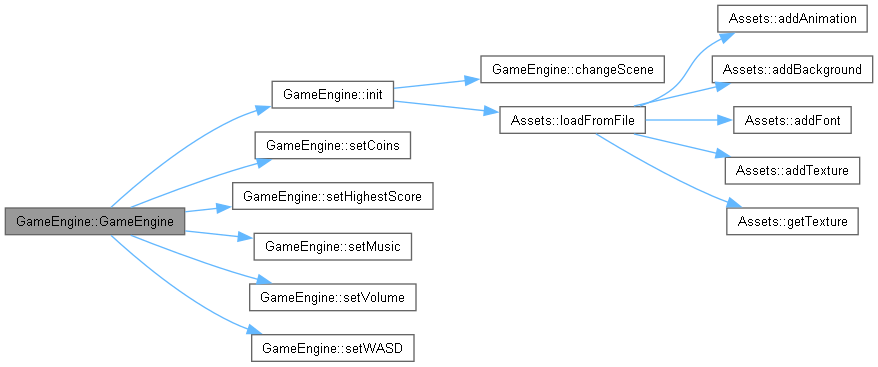 GameEngine::GameEngine
GameEngine::init
GameEngine::setCoins
GameEngine::setHighestScore
GameEngine::setMusic
GameEngine::setVolume
GameEngine::setWASD
GameEngine::changeScene
Assets::loadFromFile
Assets::addAnimation
Assets::addBackground
Assets::addFont
Assets::addTexture
Assets::getTexture